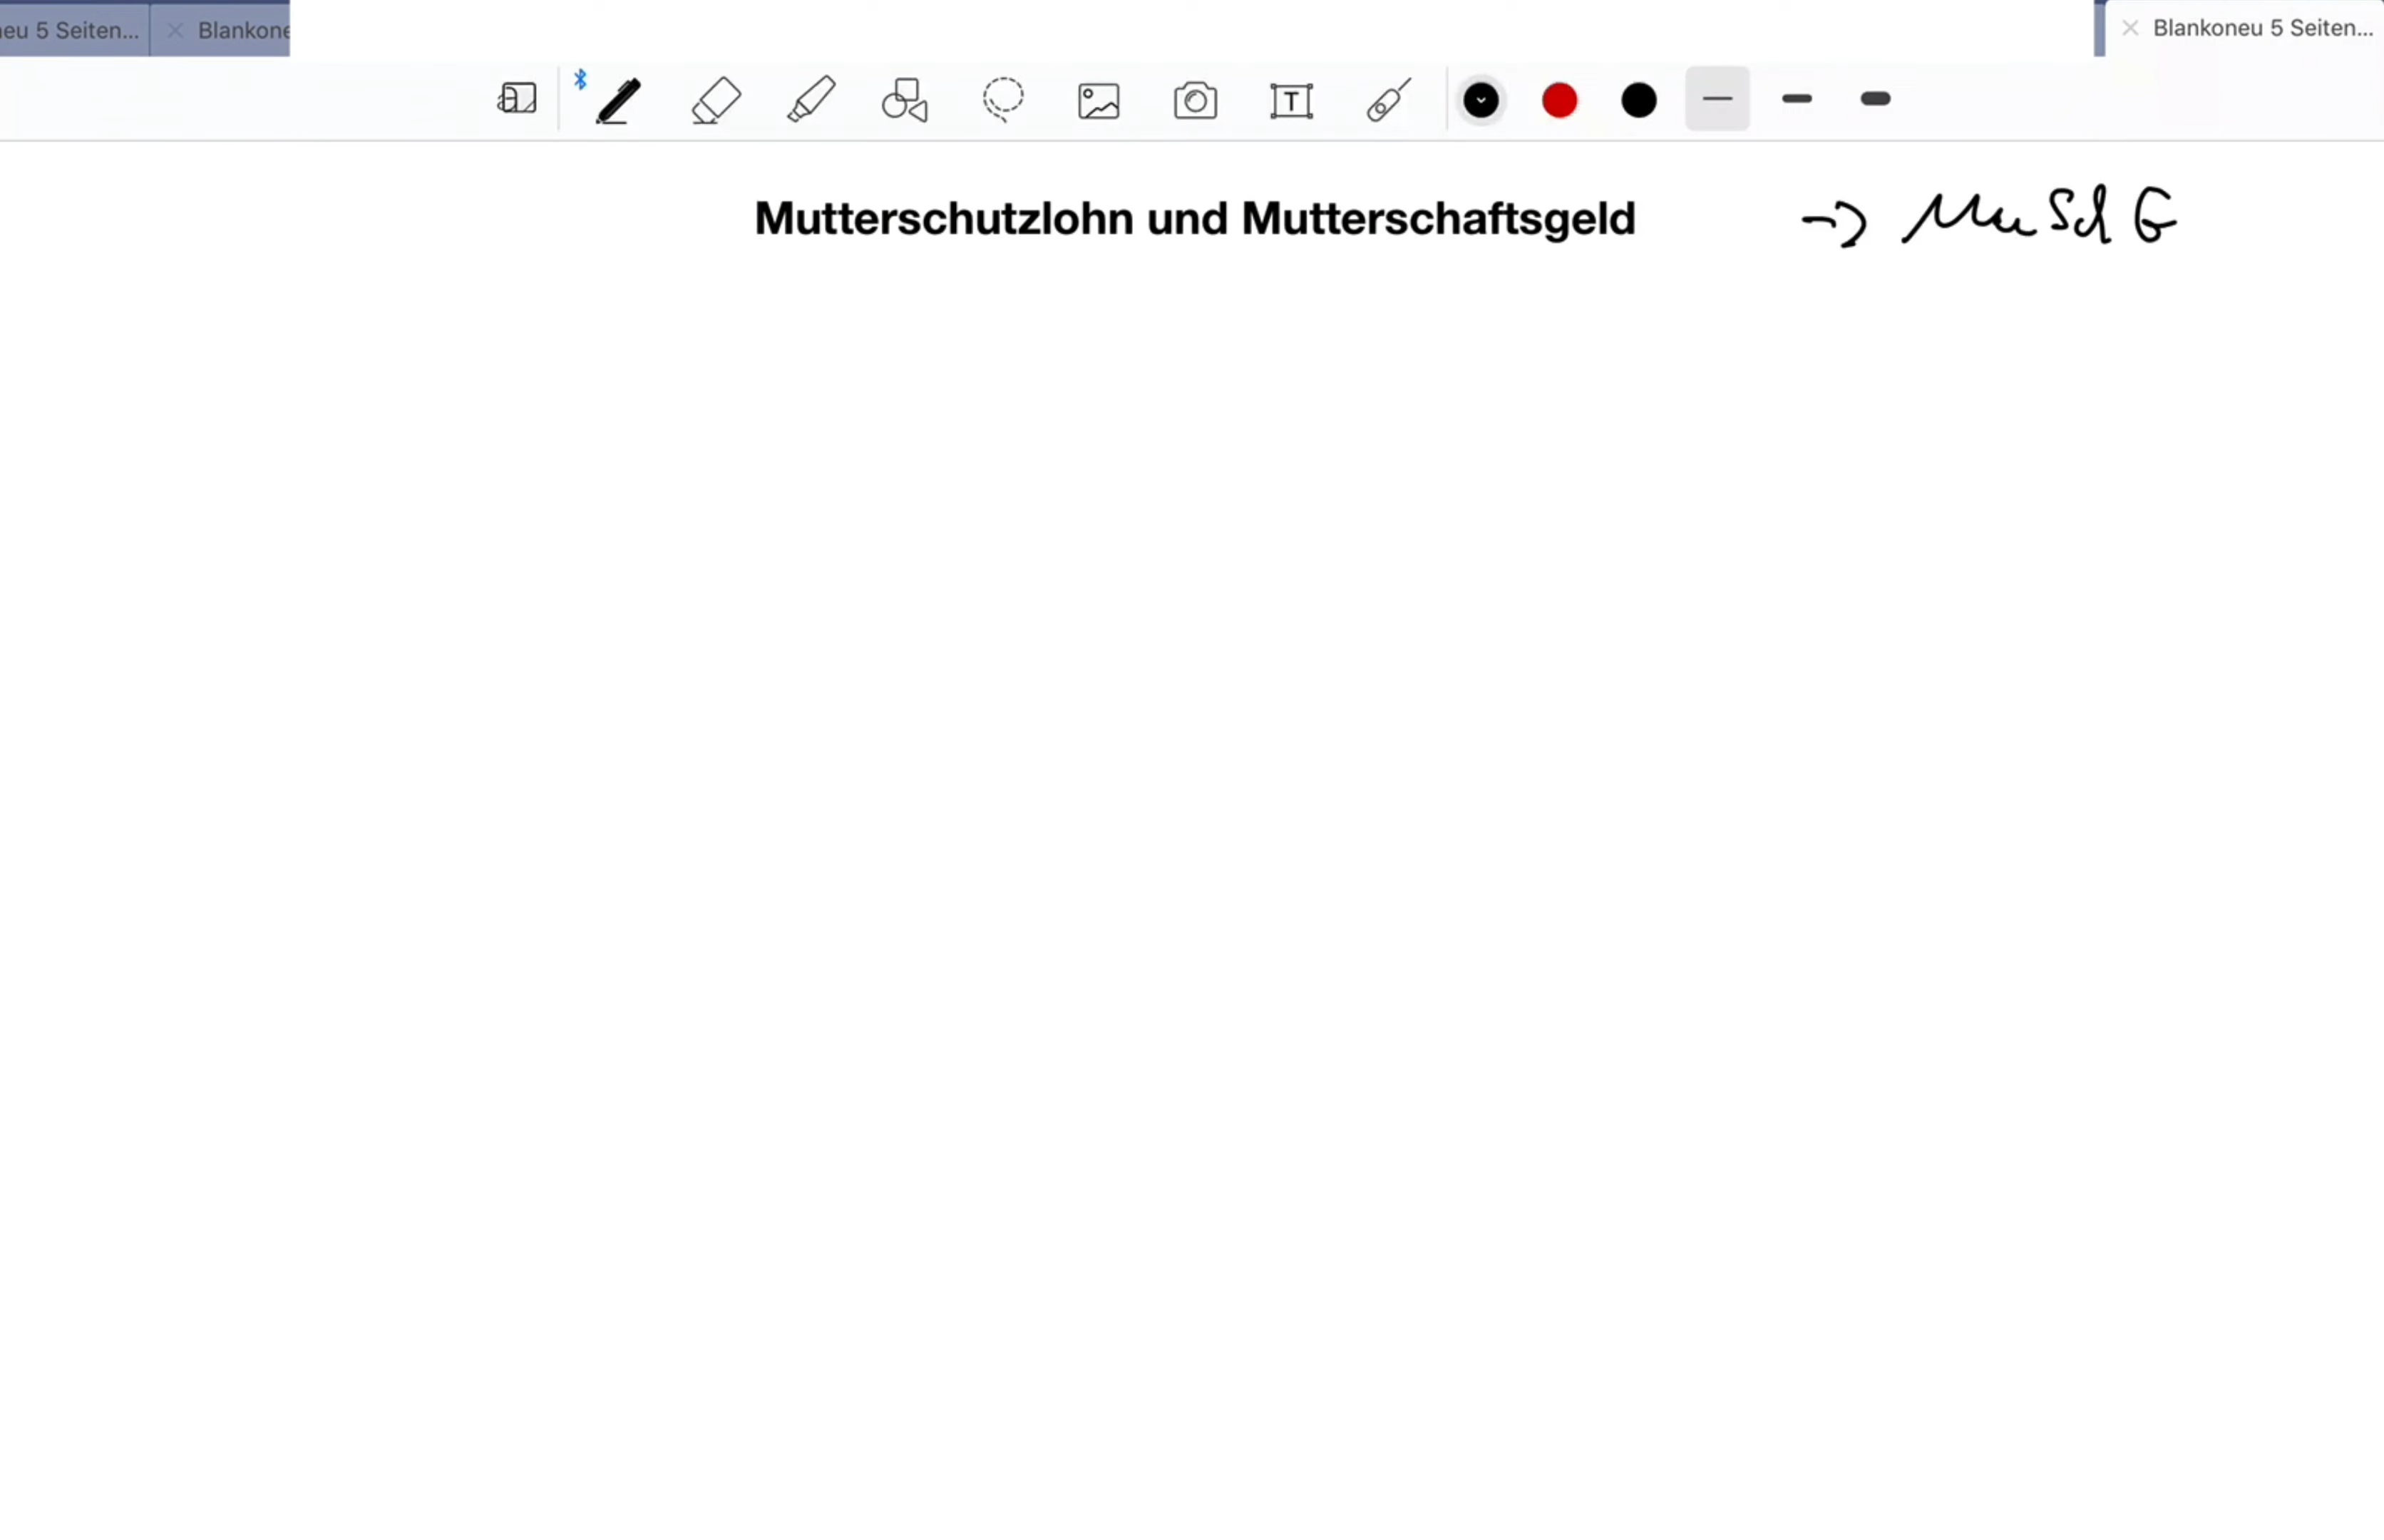 eu 5 Seiten... Blankone Blankoneu 5 Seiten...
Mutterschutzlohn und Mutterschaftsgeld → MuSchG